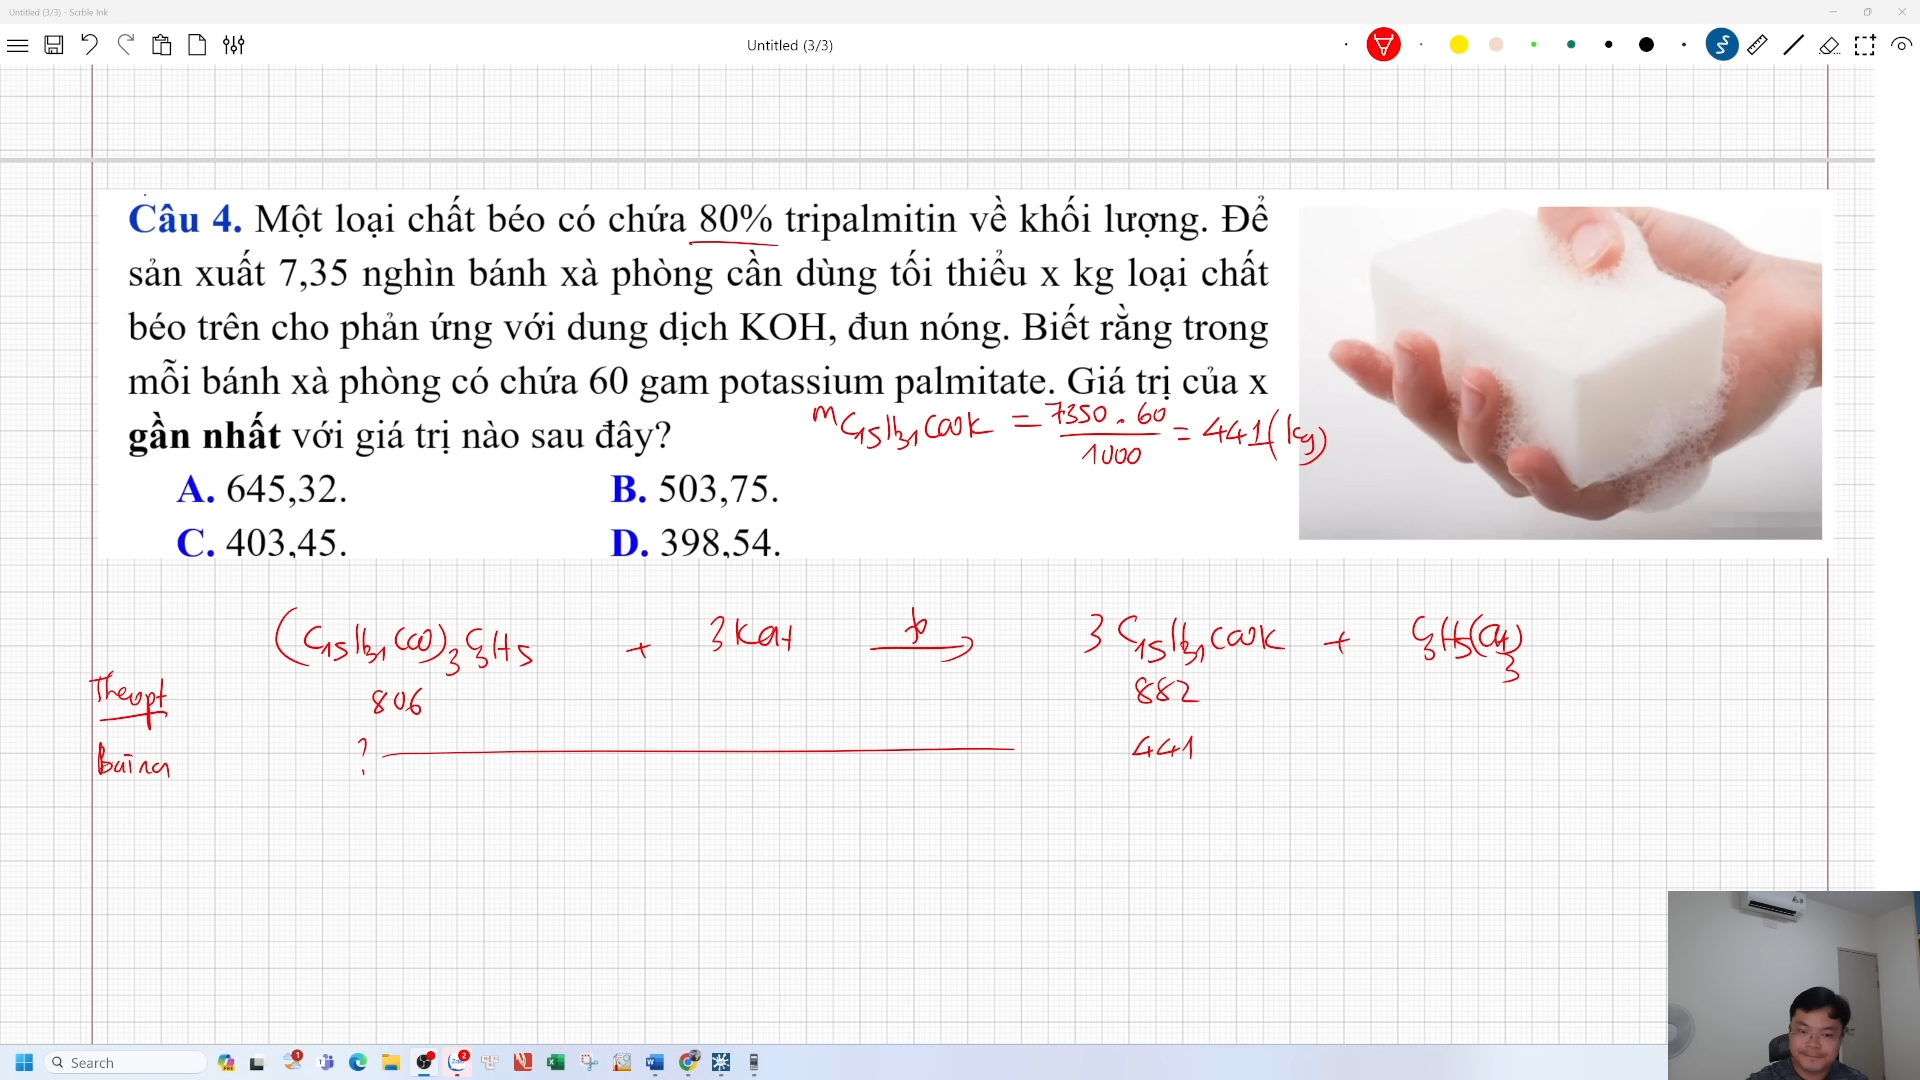 Untitled (3/3) - Scrble Ink
Untitled (3/3)
Câu 4. Một loại chất béo có chứa 80% tripalmitin về khối lượng. Để
sản xuất 7,35 nghìn bánh xà phòng cần dùng tối thiểu x kg loại chất
béo trên cho phản ứng với dung dịch KOH, đun nóng. Biết rằng trong
mỗi bánh xà phòng có chứa 60 gam potassium palmitate. Giá trị của x
gần nhất với giá trị nào sau đây?
mC15H31COOK = 7350 . 60 / 1000 = 441 (kg)
A. 645,32. B. 503,75.
C. 403,45. D. 398,54.
(C15H31COO)3C3H5 + 3KOH → 3C15H31COOK + C3H5(OH)3
Theo pt 806 882
Bài ra ? 441
Search